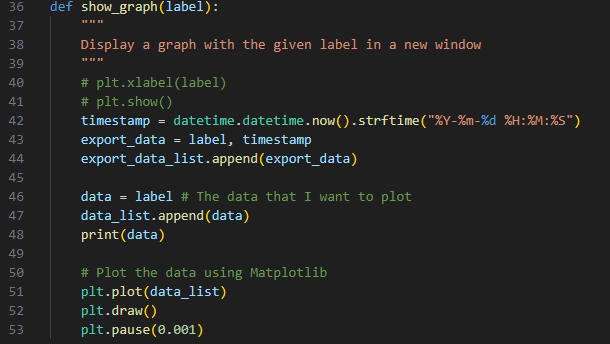 36 def show_graph(label):
37     """
38     Display a graph with the given label in a new window
39     """
40     # plt.xlabel(label)
41     # plt.show()
42     timestamp = datetime.datetime.now().strftime("%Y-%m-%d %H:%M:%S")
43     export_data = label, timestamp
44     export_data_list.append(export_data)
45
46     data = label # The data that I want to plot
47     data_list.append(data)
48     print(data)
49
50     # Plot the data using Matplotlib
51     plt.plot(data_list)
52     plt.draw()
53     plt.pause(0.001)